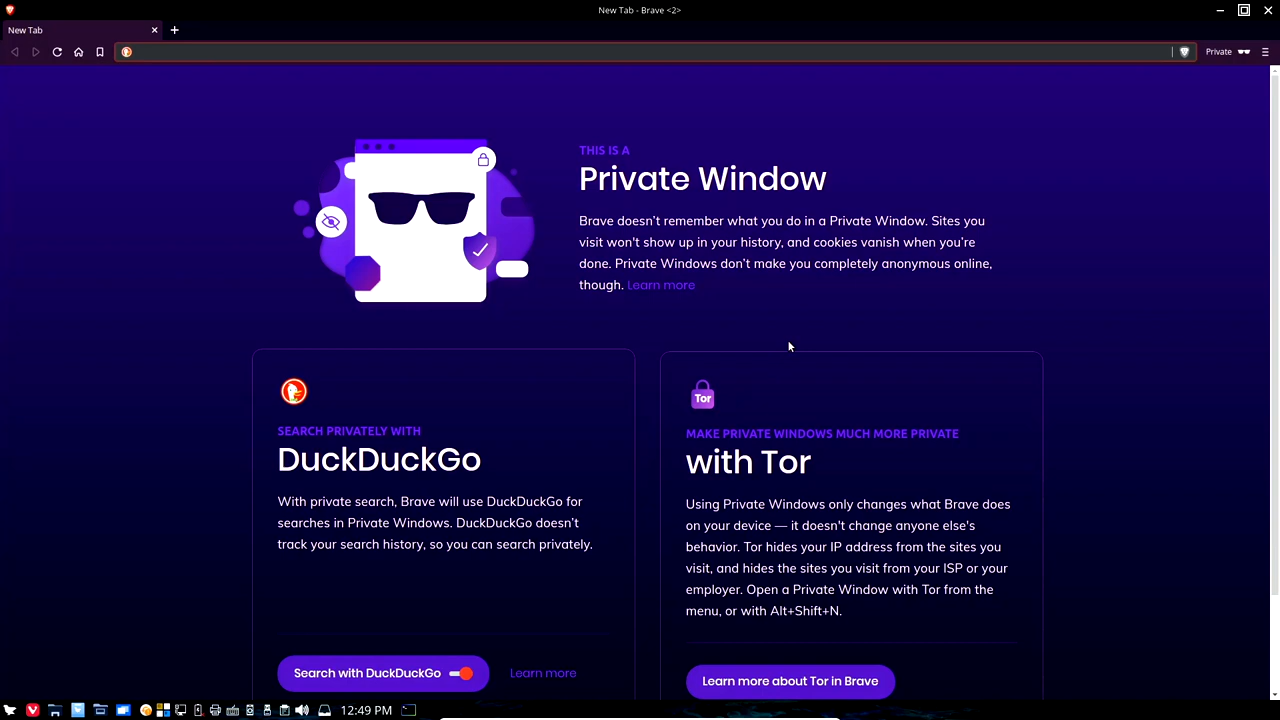 New Tab - Brave <2>
New Tab
Private
THIS IS A
Private Window
Brave doesn't remember what you do in a Private Window. Sites you
visit won't show up in your history, and cookies vanish when you're
done. Private Windows don't make you completely anonymous online,
though. Learn more
SEARCH PRIVATELY WITH
DuckDuckGo
With private search, Brave will use DuckDuckGo for
searches in Private Windows. DuckDuckGo doesn't
track your search history, so you can search privately.
Search with DuckDuckGo
Learn more
Tor
MAKE PRIVATE WINDOWS MUCH MORE PRIVATE
with Tor
Using Private Windows only changes what Brave does
on your device — it doesn't change anyone else's
behavior. Tor hides your IP address from the sites you
visit, and hides the sites you visit from your ISP or your
employer. Open a Private Window with Tor from the
menu, or with Alt+Shift+N.
Learn more about Tor in Brave
12:49 PM